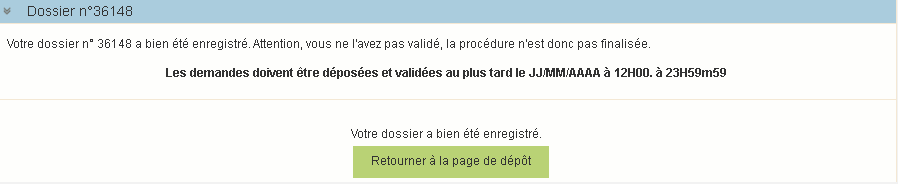 Dossier n°36148
Votre dossier n° 36148 a bien été enregistré. Attention, vous ne l'avez pas validé, la procédure n'est donc pas finalisée.
Les demandes doivent être déposées et validées au plus tard le JJ/MM/AAAA à 12H00. à 23H59m59
Votre dossier a bien été enregistré.
Retourner à la page de dépôt